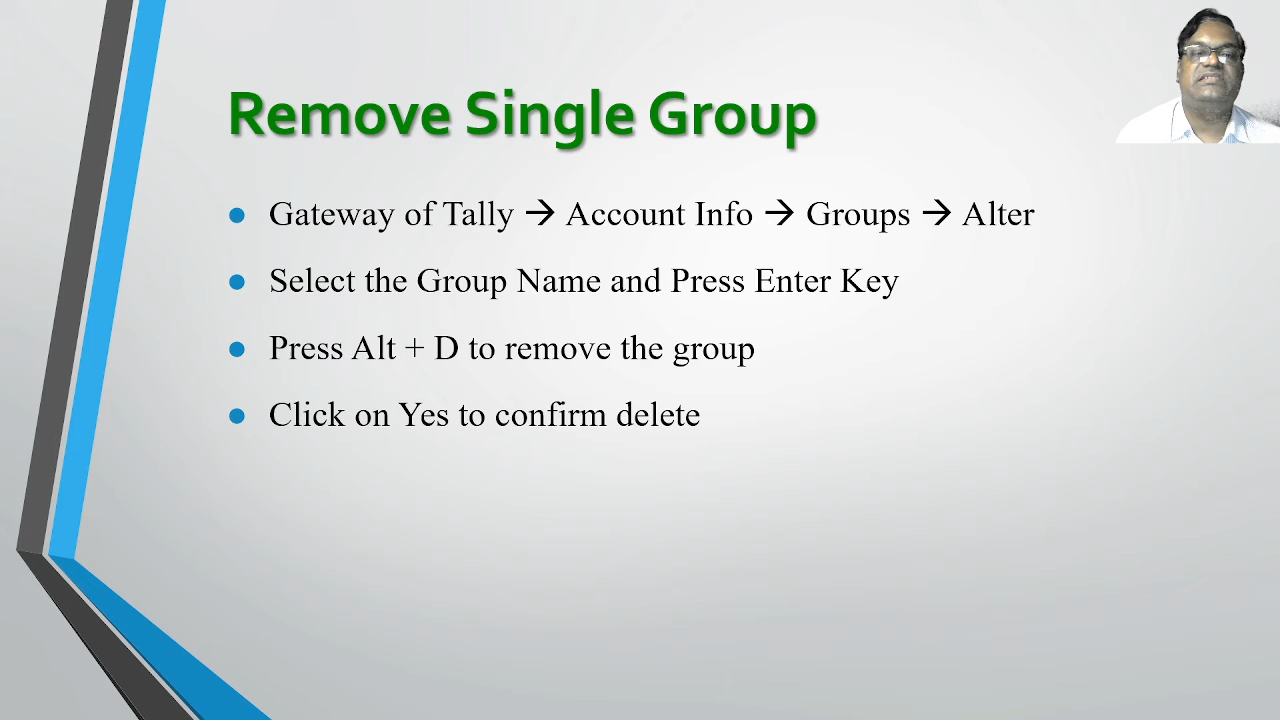 Remove Single Group
Gateway of Tally → Account Info → Groups → Alter
Select the Group Name and Press Enter Key
Press Alt + D to remove the group
Click on Yes to confirm delete